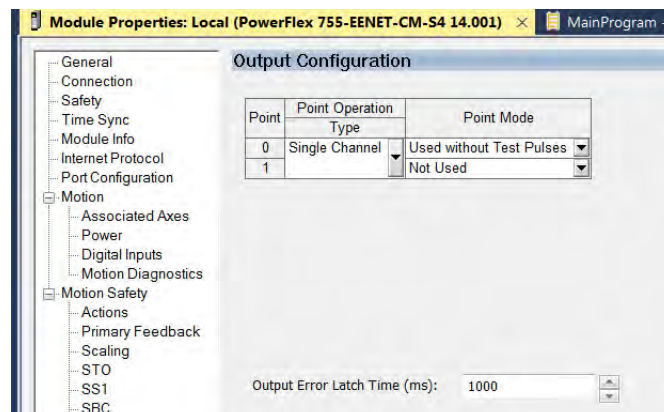 Module Properties: Local (PowerFlex 755-EENET-CM-S4 14.001)
MainProgram -
General
Connection
Safety
Time Sync
Module Info
Internet Protocol
Port Configuration
Motion
Associated Axes
Power
Digital Inputs
Motion Diagnostics
Motion Safety
Actions
Primary Feedback
Scaling
STO
SS1
SBC
Output Configuration
Point Point Operation Point Mode
Type
0 Single Channel Used without Test Pulses
1 Not Used
Output Error Latch Time (ms): 1000